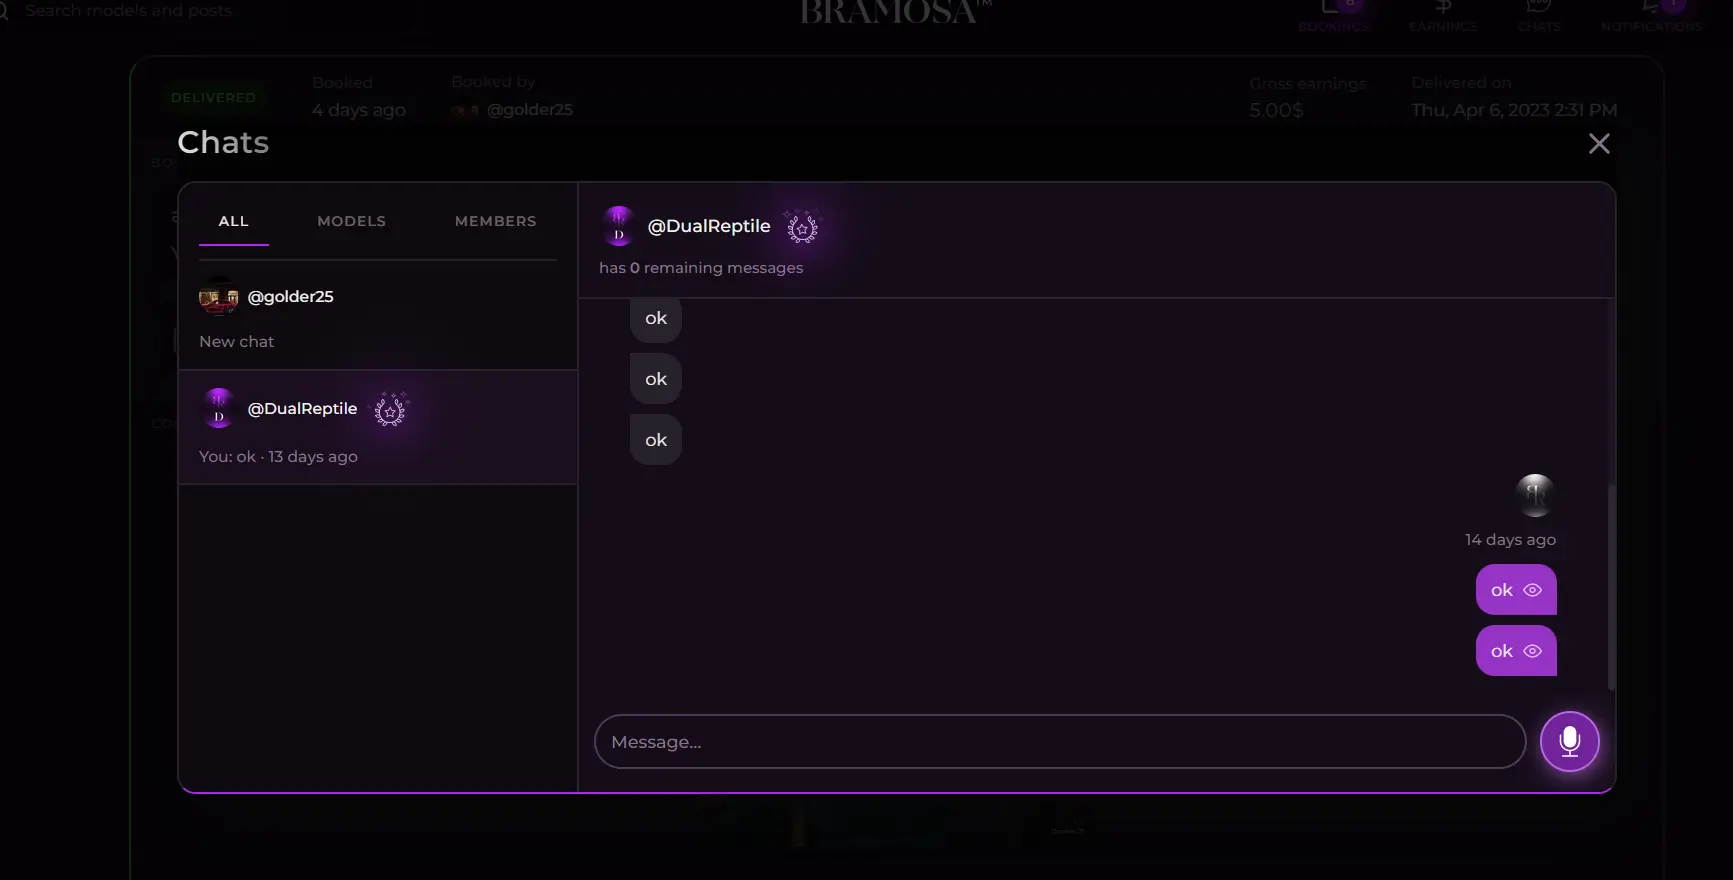 Search models and posts
BRAMOSA™
8
BOOKINGS
EARNINGS
CHATS
1
NOTIFICATIONS
DELIVERED
Booked
4 days ago
Booked by
@golder25
Gross earnings
5.00$
Delivered on
Thu, Apr 6, 2023 2:31 PM
Chats
ALL
MODELS
MEMBERS
@golder25
New chat
D
@DualReptile
You: ok · 13 days ago
D
@DualReptile
has 0 remaining messages
ok
ok
ok
14 days ago
ok
ok
Message...